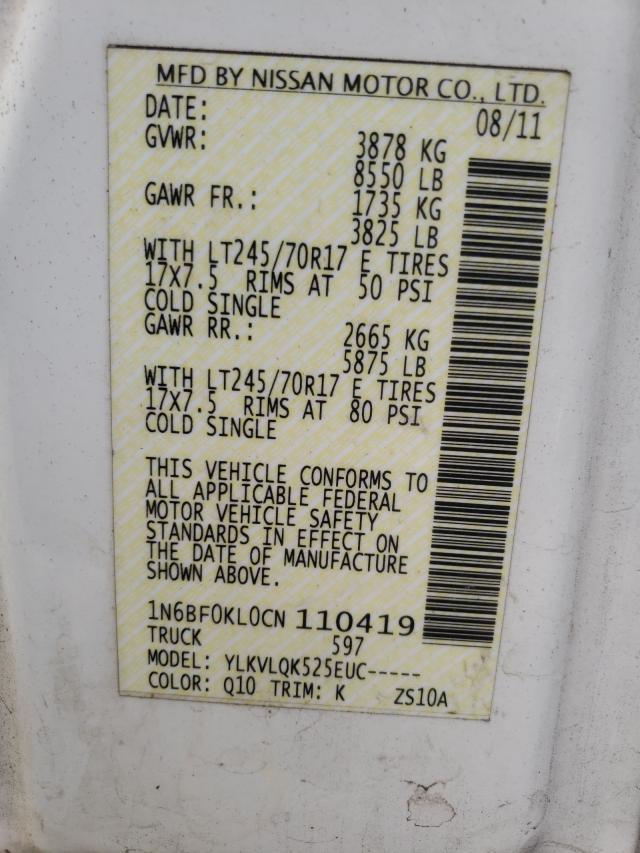 MFD BY NISSAN MOTOR CO., LTD.
DATE: 08/11
GVWR: 3878 KG
8550 LB
GAWR FR.: 1735 KG
3825 LB
WITH LT245/70R17 E TIRES
17X7.5 RIMS AT 50 PSI
COLD SINGLE
GAWR RR.: 2665 KG
5875 LB
WITH LT245/70R17 E TIRES
17X7.5 RIMS AT 80 PSI
COLD SINGLE
THIS VEHICLE CONFORMS TO
ALL APPLICABLE FEDERAL
MOTOR VEHICLE SAFETY
STANDARDS IN EFFECT ON
THE DATE OF MANUFACTURE
SHOWN ABOVE.
1N6BF0KL0CN 110419
TRUCK 597
MODEL: YLKVLQK525EUC-----
COLOR: Q10 TRIM: K ZS10A